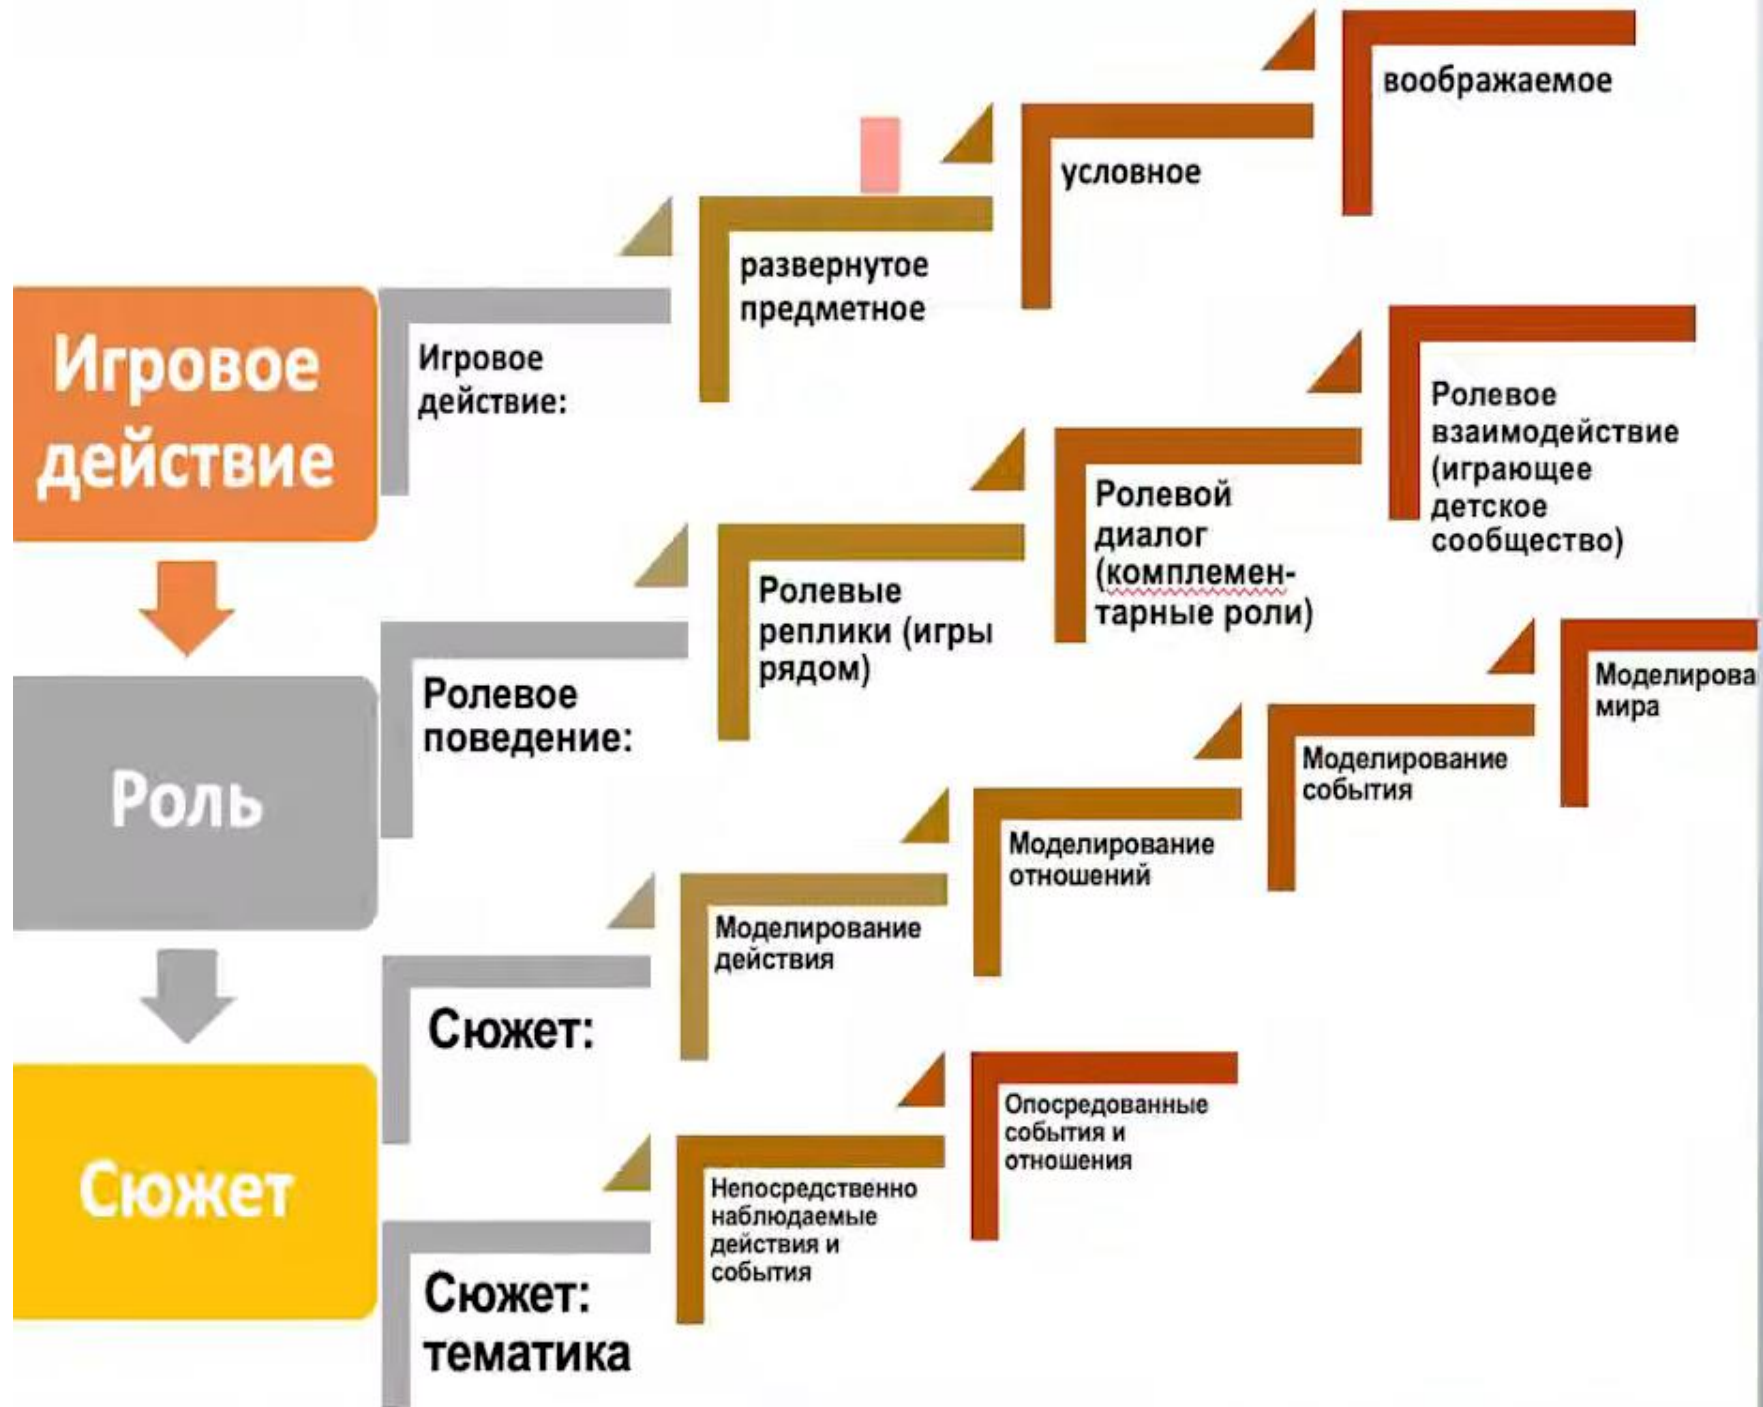 Игровое
действие
Роль
Сюжет
Игровое
действие:
развернутое
предметное
условное
воображаемое
Ролевое
поведение:
Ролевые
реплики (игры
рядом)
Ролевой
диалог
(комплемен-
тарные роли)
Ролевое
взаимодействие
(играющее
детское
сообщество)
Сюжет:
Моделирование
действия
Моделирование
отношений
Моделирование
события
Моделирова
мира
Сюжет:
тематика
Непосредственно
наблюдаемые
действия и
события
Опосредованные
события и
отношения